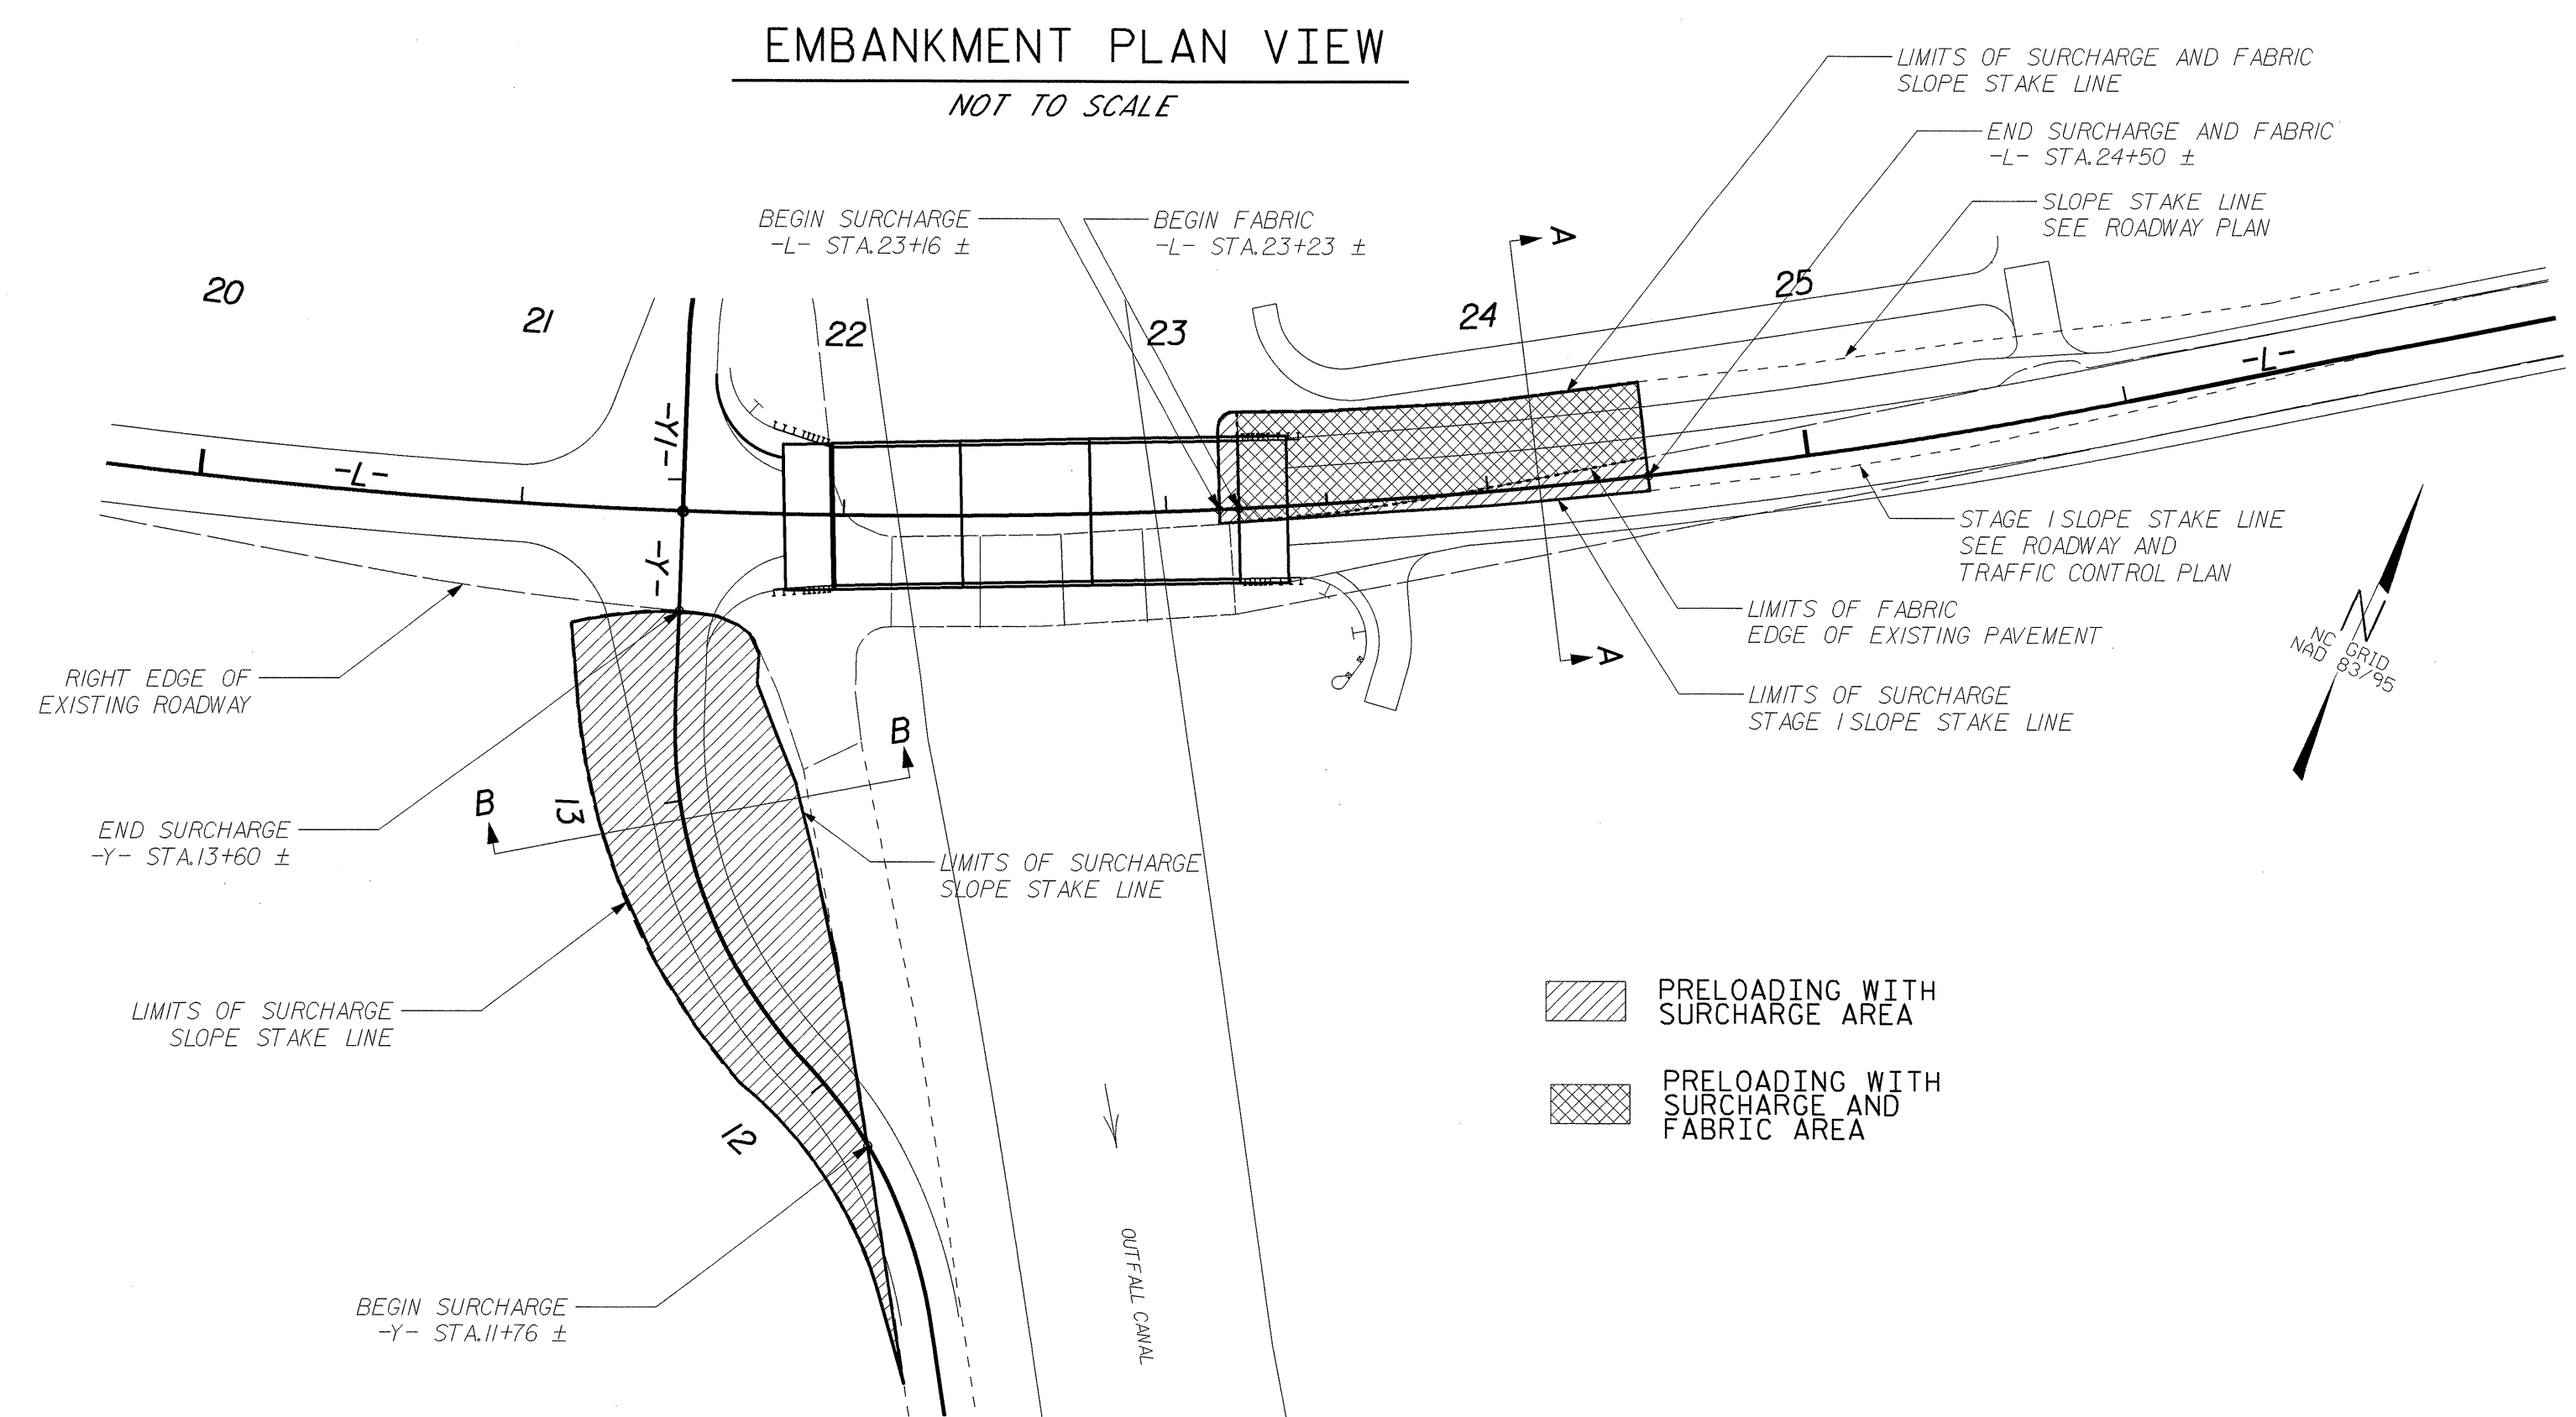 EMBANKMENT PLAN VIEW
NOT TO SCALE
LIMITS OF SURCHARGE AND FABRIC
SLOPE STAKE LINE
END SURCHARGE AND FABRIC
-L- STA.24+50 ±
SLOPE STAKE LINE
SEE ROADWAY PLAN
BEGIN SURCHARGE
-L- STA.23+16 ±
BEGIN FABRIC
-L- STA.23+23 ±
A
20
21
22
23
24
25
-L-
-Y1-
-L-
-Y-
STAGE 1 SLOPE STAKE LINE
SEE ROADWAY AND
TRAFFIC CONTROL PLAN
LIMITS OF FABRIC
EDGE OF EXISTING PAVEMENT
A
LIMITS OF SURCHARGE
STAGE 1 SLOPE STAKE LINE
N
NC GRID
NAD 83/95
RIGHT EDGE OF
EXISTING ROADWAY
B
B
13
END SURCHARGE
-Y- STA.13+60 ±
LIMITS OF SURCHARGE
SLOPE STAKE LINE
LIMITS OF SURCHARGE
SLOPE STAKE LINE
12
PRELOADING WITH
SURCHARGE AREA
PRELOADING WITH
SURCHARGE AND
FABRIC AREA
OUTFALL CANAL
BEGIN SURCHARGE
-Y- STA.11+76 ±